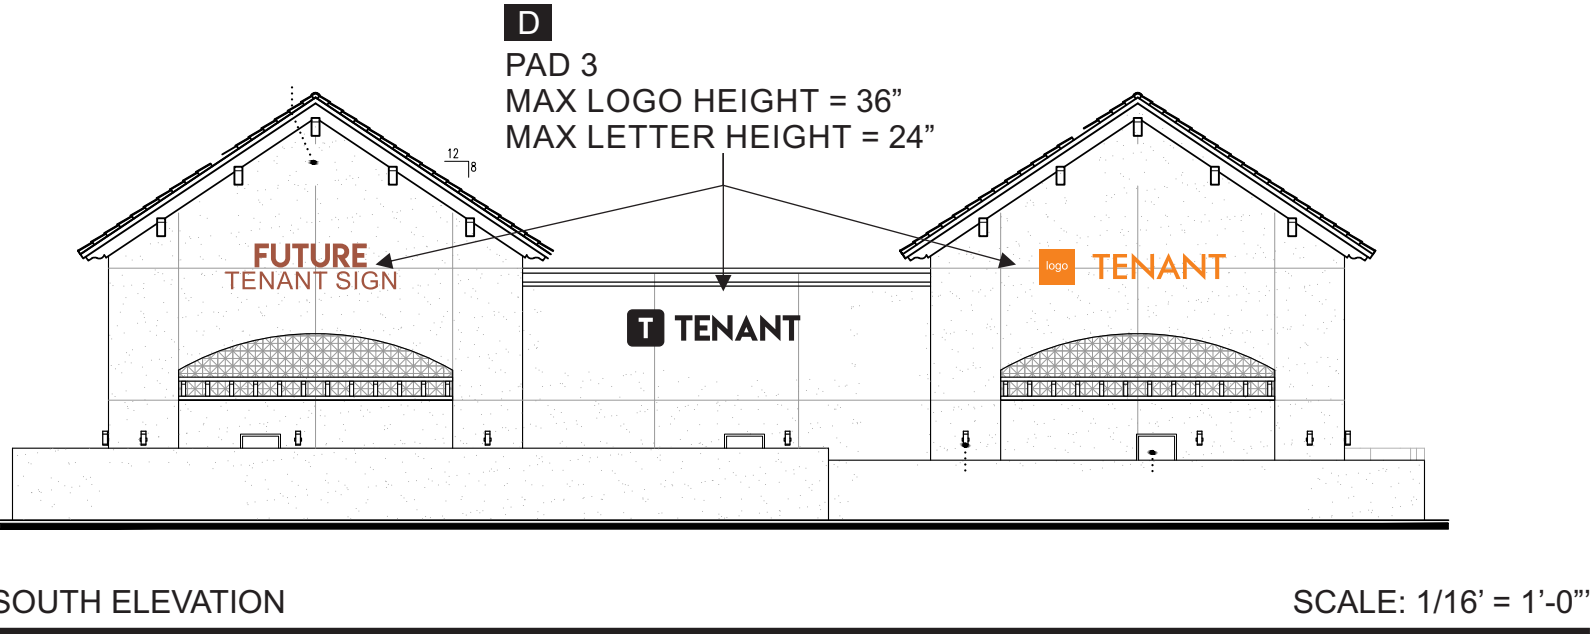 D
PAD 3
MAX LOGO HEIGHT = 36”
MAX LETTER HEIGHT = 24”
12
8
FUTURE
TENANT SIGN
logo TENANT
T TENANT
SOUTH ELEVATION
SCALE: 1/16’ = 1’-0”’